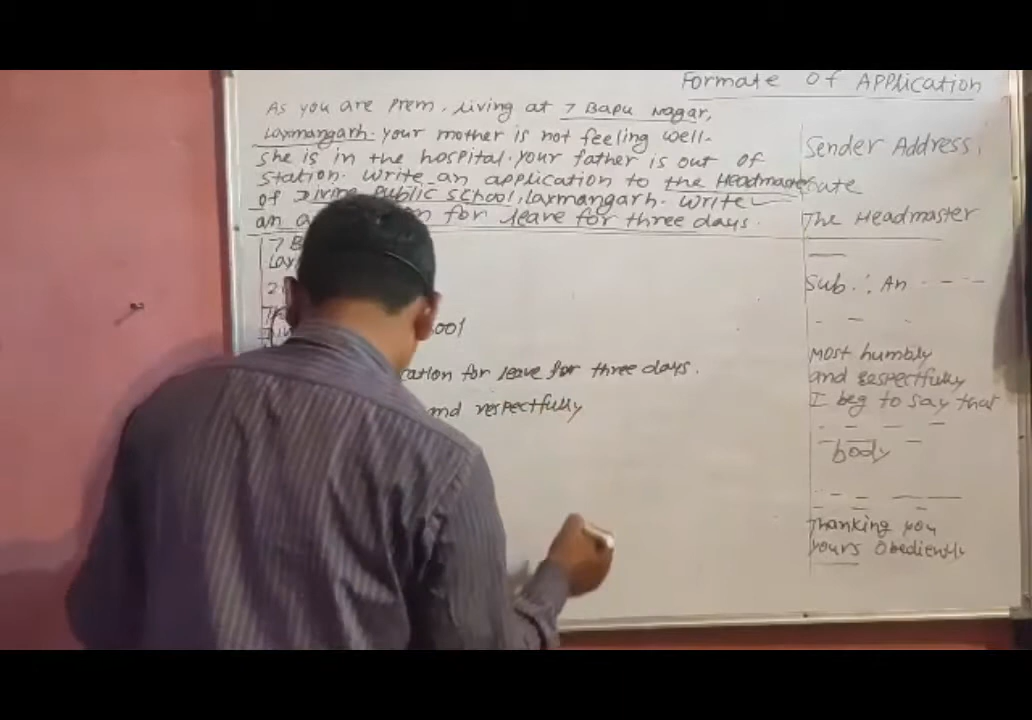 Formate Of Application
As you are Prem. Living at 7 Bapu Nagar,
Laxmangarh. your mother is not feeling well.
She is in the hospital. your father is out of
station. Write an application to the Headmaster
of Divine Public School, Laxmangarh. Write
an for leave for three days.
7 B
Lax
ool
cation for leave for three days.
and respectfully
Sender Address.
Date
The Headmaster
Sub. : An - - -
Most humbly
and respectfully
I beg to say that
body
Thanking you
yours Obediently